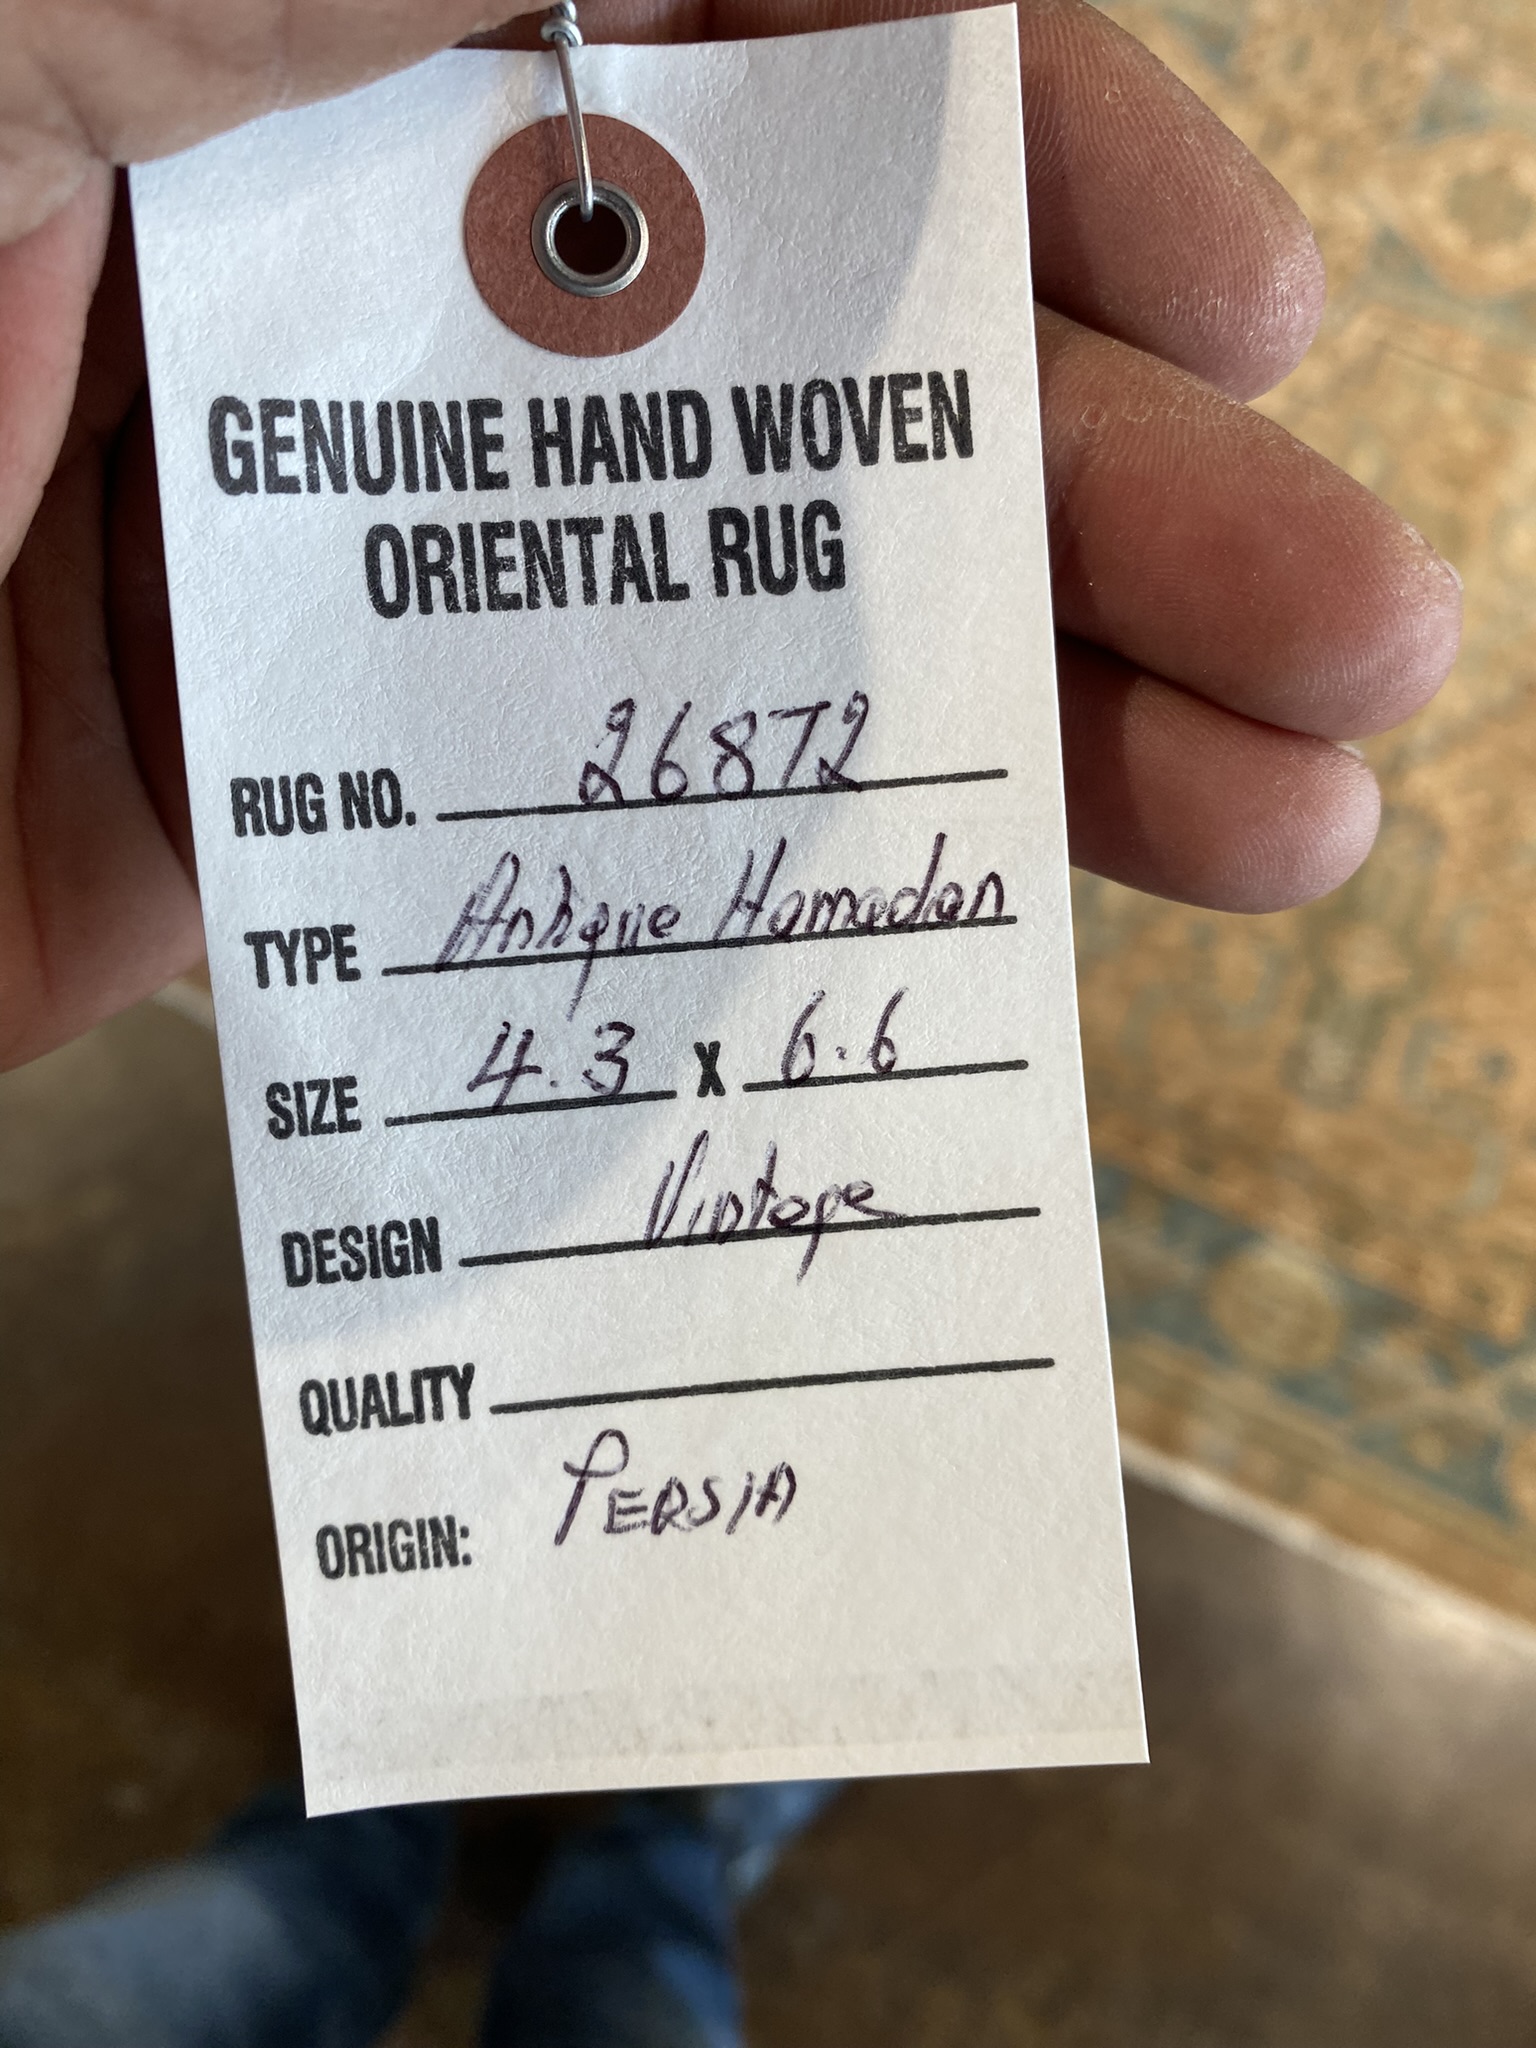 GENUINE HAND WOVEN
ORIENTAL RUG
RUG NO. 26872
TYPE Antique Hamadan
SIZE 4.3 X 6.6
DESIGN Vintage
QUALITY
ORIGIN: PERSIA